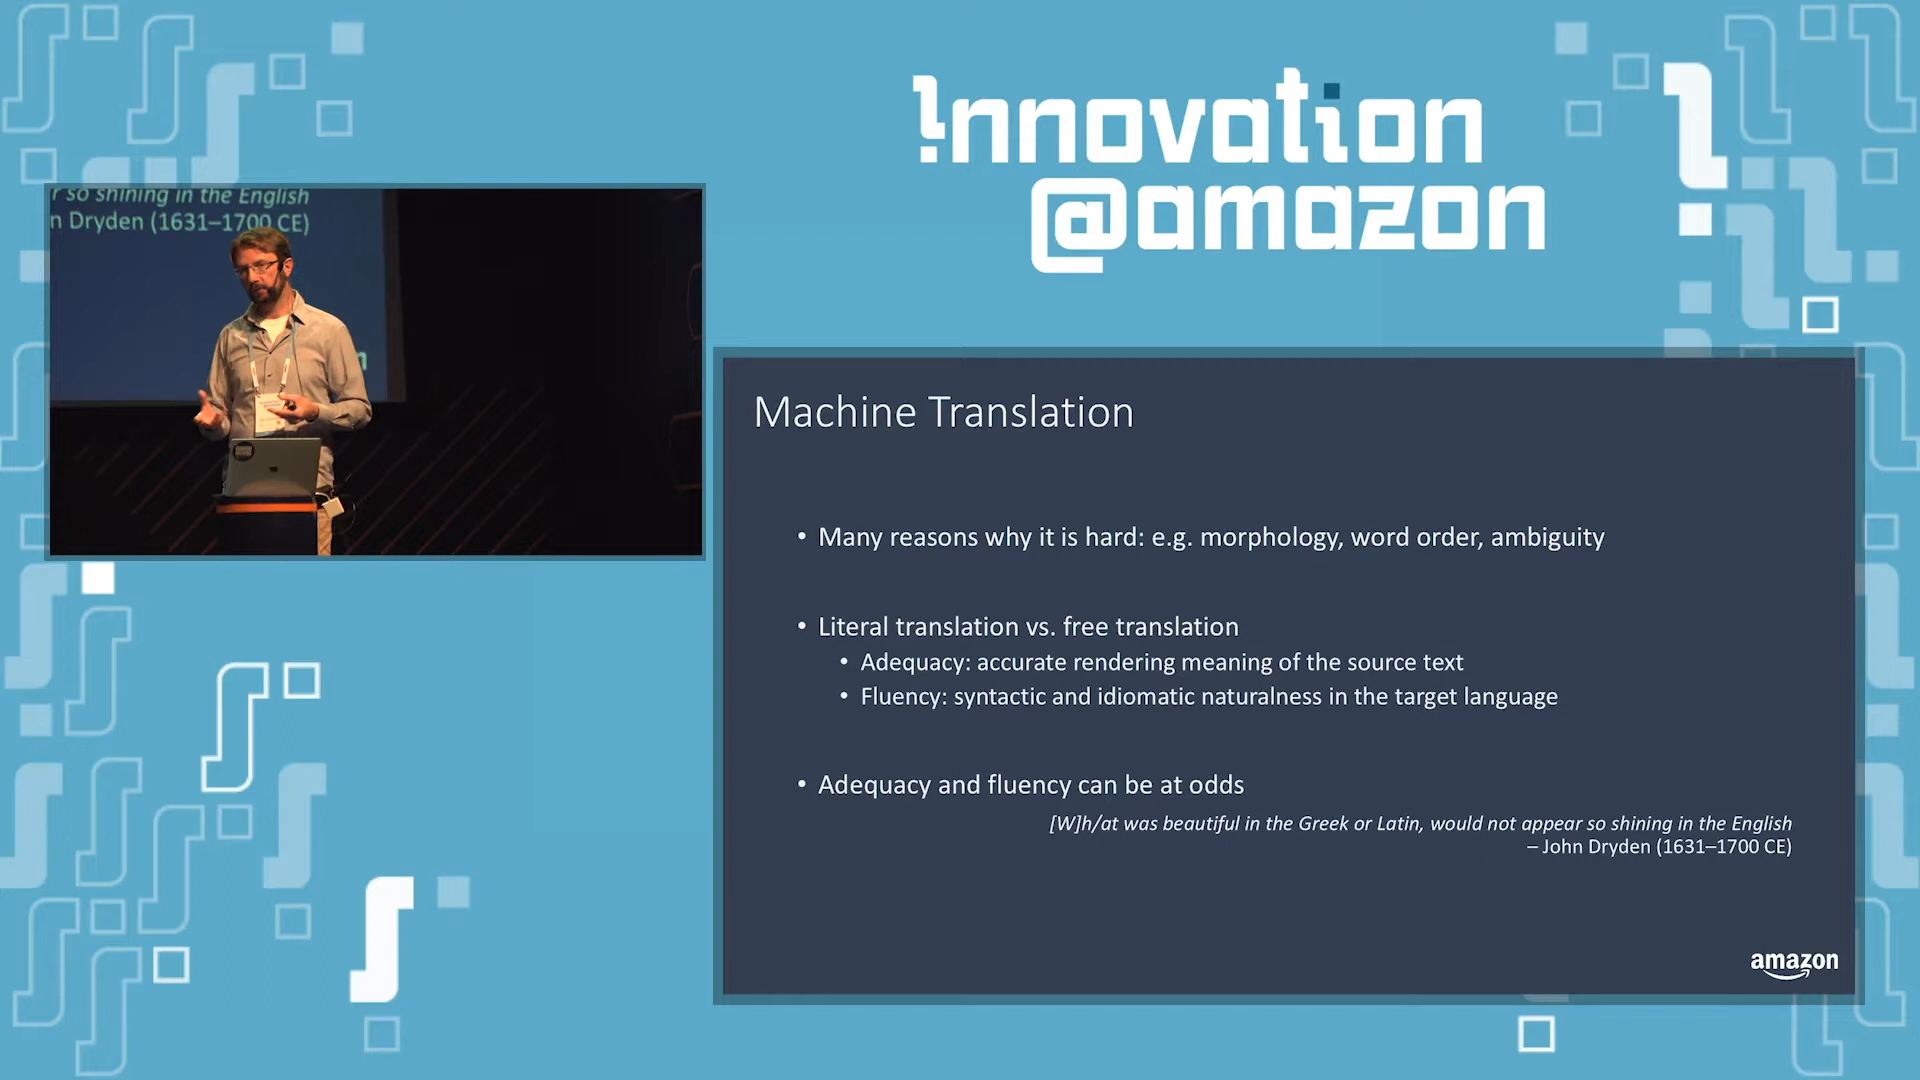 Innovation
@amazon
r so shining in the English
n Dryden (1631–1700 CE)
Machine Translation
• Many reasons why it is hard: e.g. morphology, word order, ambiguity
• Literal translation vs. free translation
• Adequacy: accurate rendering meaning of the source text
• Fluency: syntactic and idiomatic naturalness in the target language
• Adequacy and fluency can be at odds
[W]h/at was beautiful in the Greek or Latin, would not appear so shining in the English
– John Dryden (1631–1700 CE)
amazon